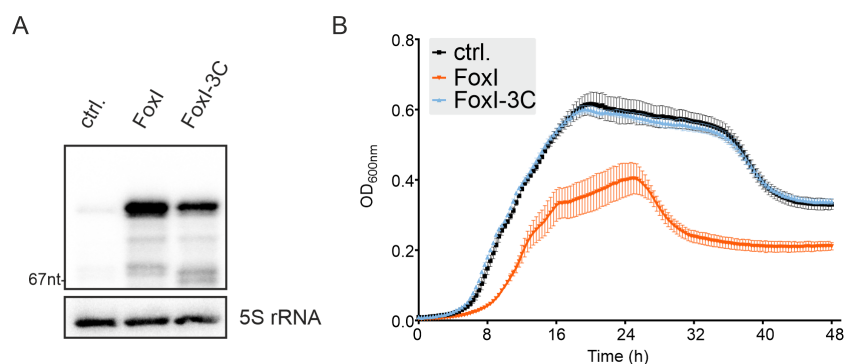 A
ctrl.
FoxI
FoxI-3C
67nt-
5S rRNA
B
0.8
0.6
0.4
0.2
0.0
OD600nm
ctrl.
FoxI
FoxI-3C
0 8 16 24 32 40 48
Time (h)